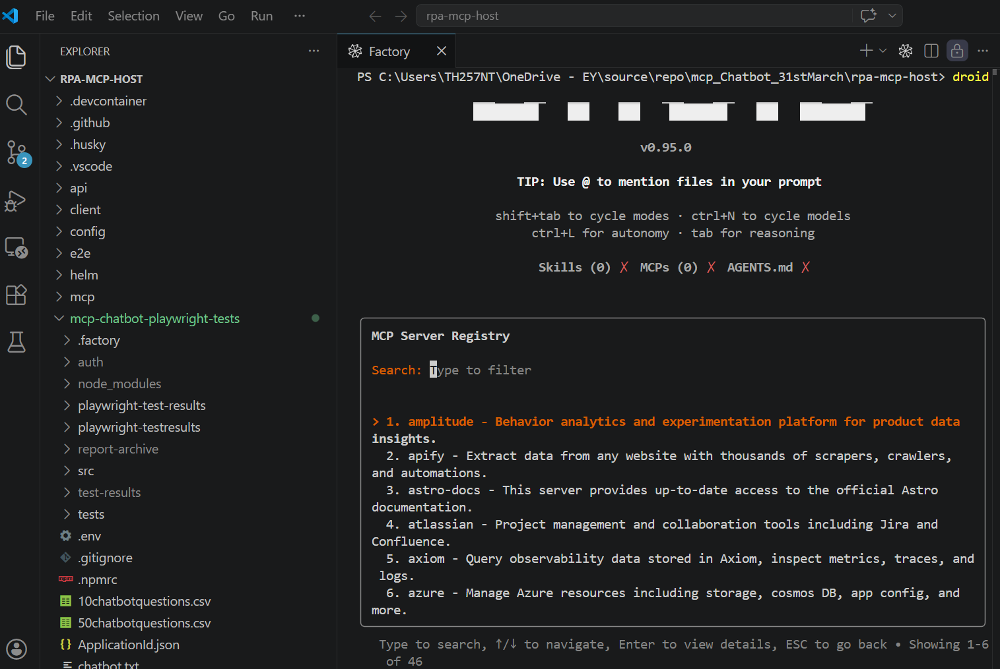 File Edit Selection View Go Run ···
rpa-mcp-host
EXPLORER
RPA-MCP-HOST
.devcontainer
.github
.husky
.vscode
api
client
config
e2e
helm
mcp
mcp-chatbot-playwright-tests
.factory
auth
node_modules
playwright-test-results
playwright-testresults
report-archive
src
test-results
tests
.env
.gitignore
.npmrc
10chatbotquestions.csv
50chatbotquestions.csv
ApplicationId.json
chatbot.txt
2
Factory
PS C:\Users\TH257NT\OneDrive - EY\source\repo\mcp_Chatbot_31stMarch\rpa-mcp-host> droid
v0.95.0
TIP: Use @ to mention files in your prompt
shift+tab to cycle modes · ctrl+N to cycle models
ctrl+L for autonomy · tab for reasoning
Skills (0) ✗ MCPs (0) ✗ AGENTS.md ✗
MCP Server Registry
Search: Type to filter
> 1. amplitude - Behavior analytics and experimentation platform for product data
insights.
2. apify - Extract data from any website with thousands of scrapers, crawlers,
and automations.
3. astro-docs - This server provides up-to-date access to the official Astro
documentation.
4. atlassian - Project management and collaboration tools including Jira and
Confluence.
5. axiom - Query observability data stored in Axiom, inspect metrics, traces, and
logs.
6. azure - Manage Azure resources including storage, cosmos DB, app config, and
more.
Type to search, ↑/↓ to navigate, Enter to view details, ESC to go back • Showing 1-6
of 46